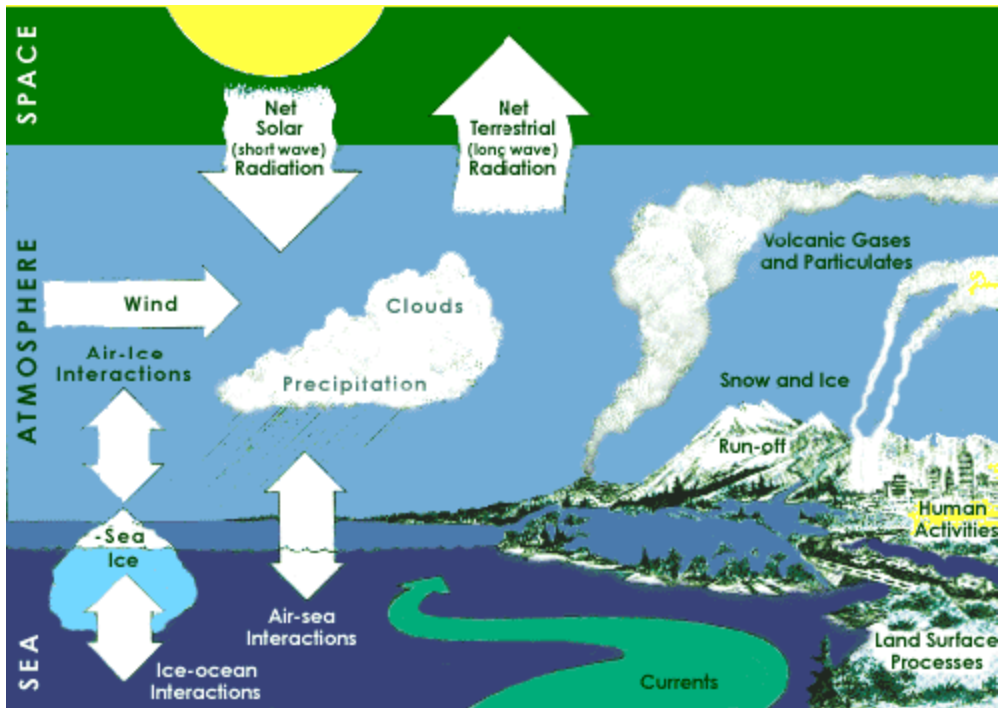 SPACE
Net
Solar
(short wave)
Radiation
Net
Terrestrial
(long wave)
Radiation
ATMOSPHERE
Volcanic Gases
and Particulates
Wind
Clouds
Air-Ice
Interactions
Precipitation
Snow and Ice
Run-off
Human
Activities
-Sea
Ice
SEA
Air-sea
Interactions
Ice-ocean
Interactions
Currents
Land Surface
Processes